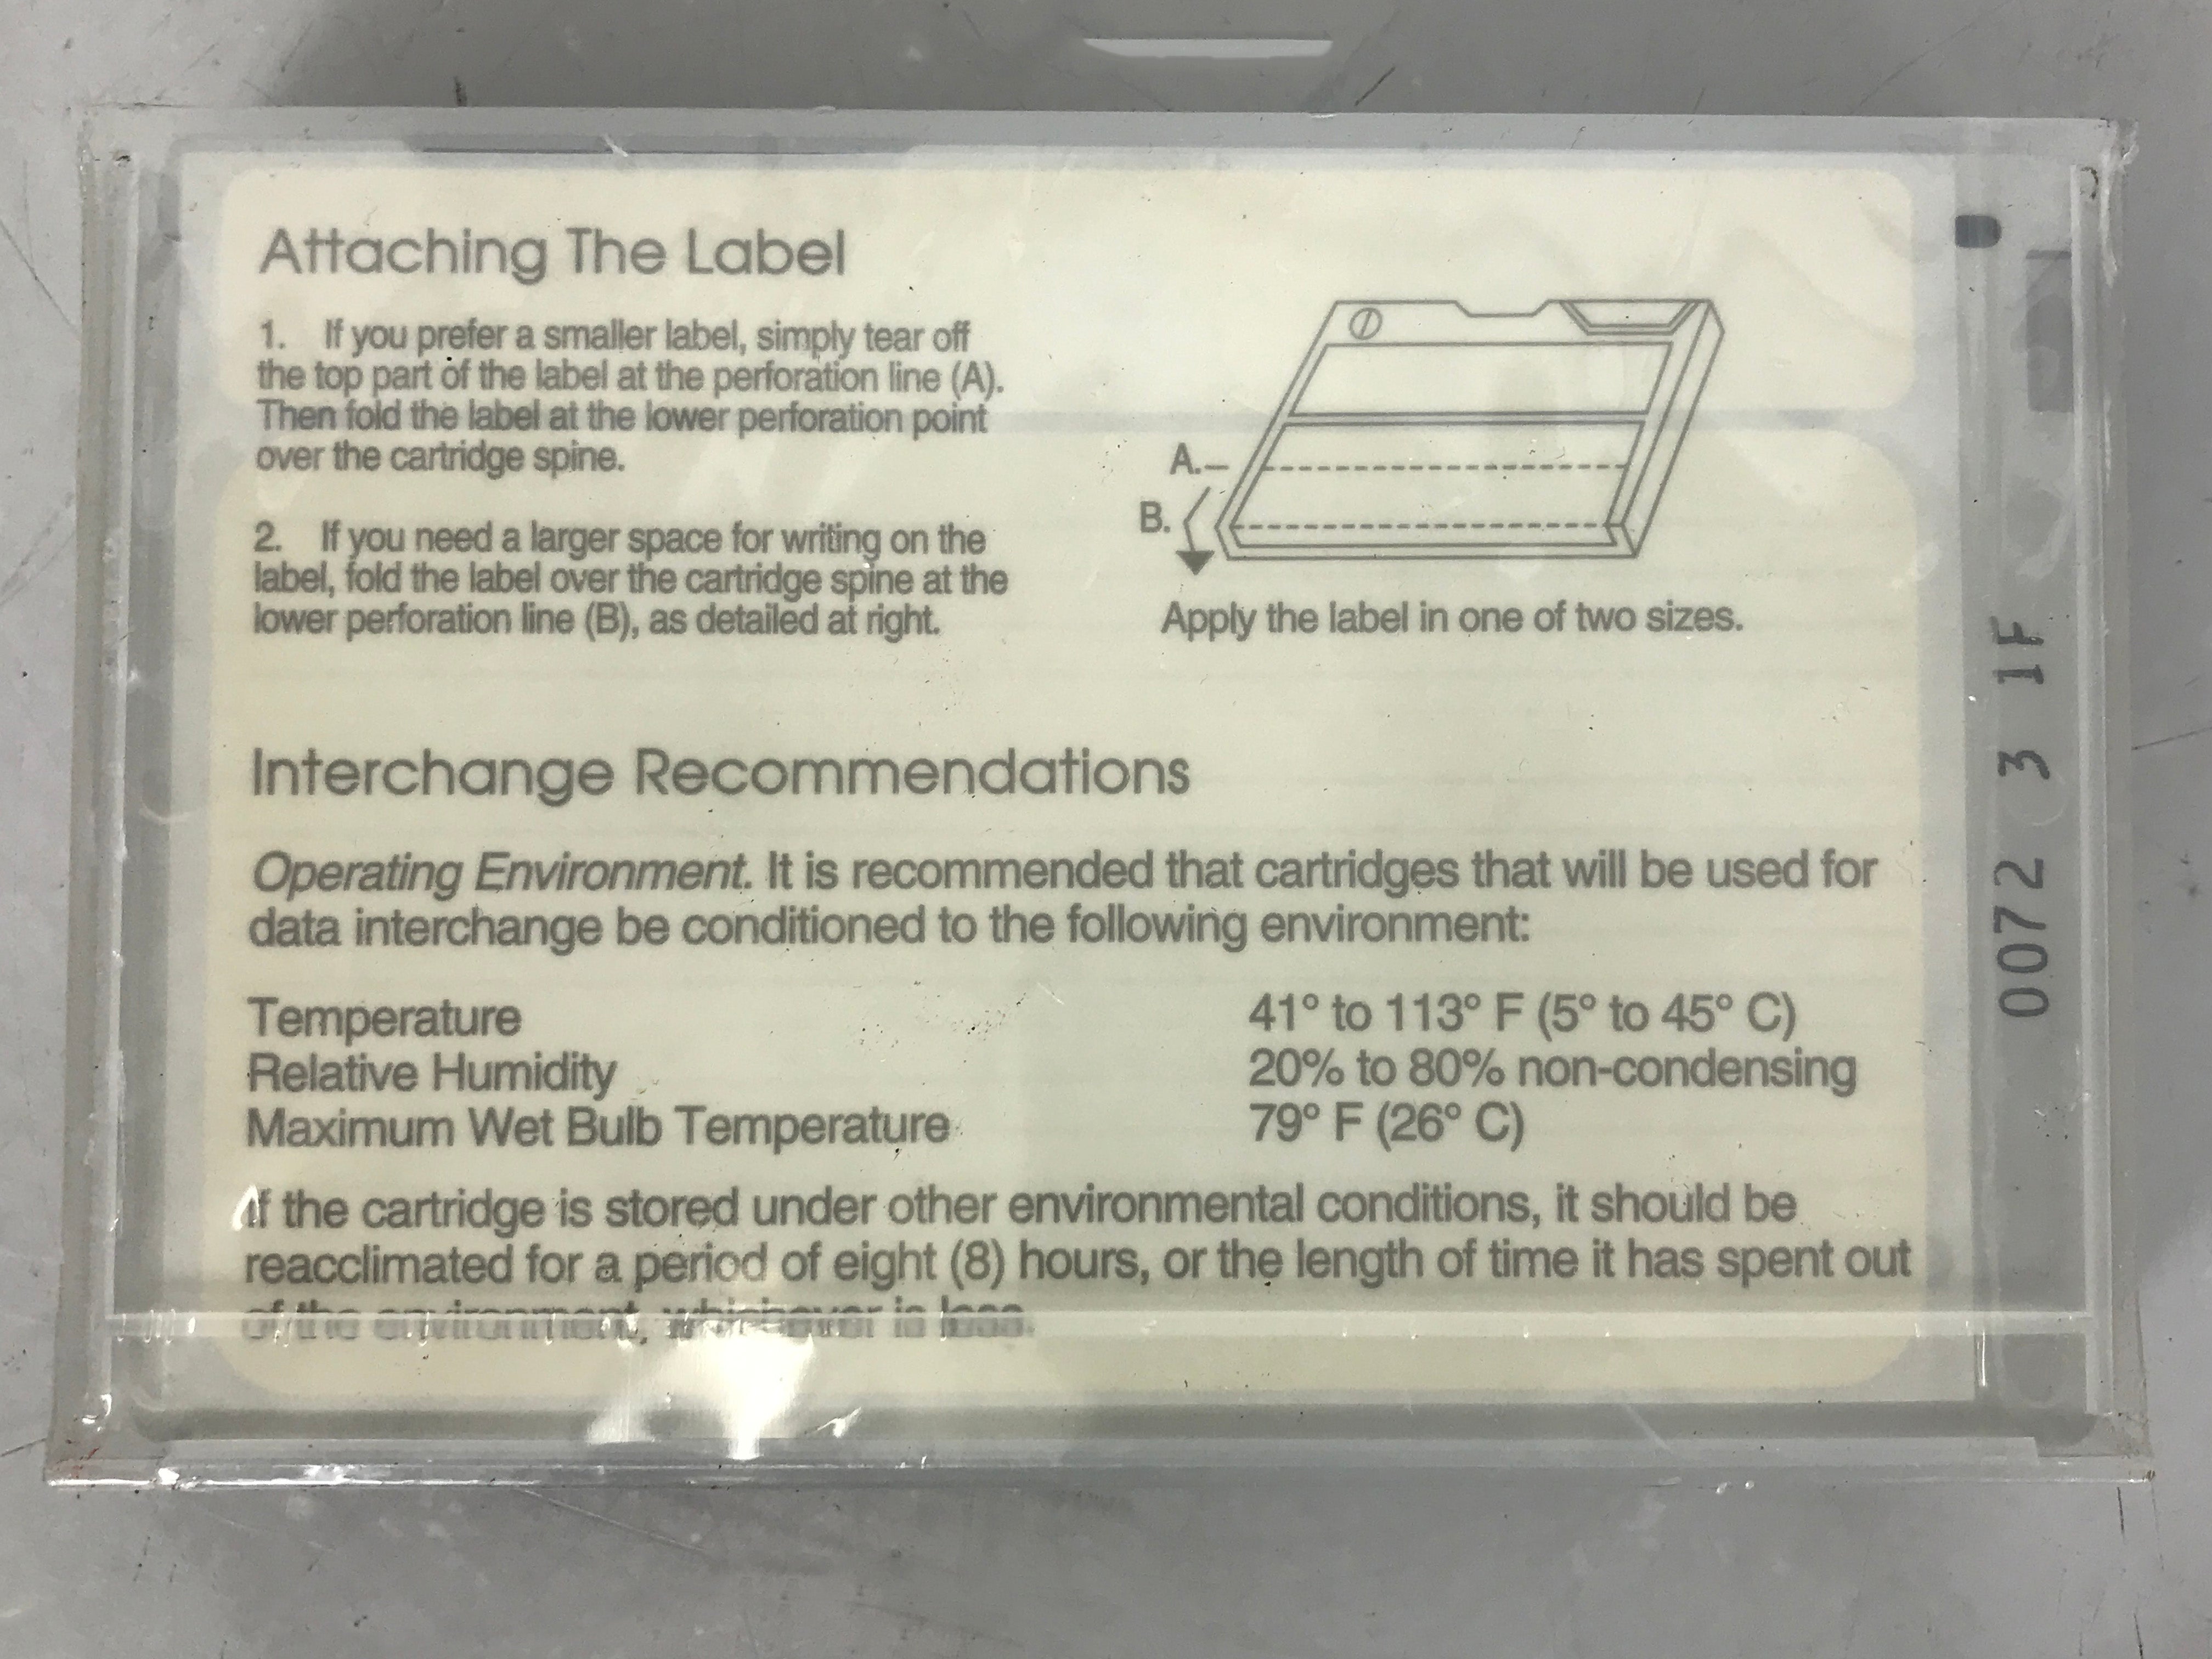 Attaching The Label
1. If you prefer a smaller label, simply tear off
the top part of the label at the perforation line (A).
Then fold the label at the lower perforation point
over the cartridge spine.
2. If you need a larger space for writing on the
label, fold the label over the cartridge spine at the
lower perforation line (B), as detailed at right.
A.
B.
Apply the label in one of two sizes.
Interchange Recommendations
Operating Environment. It is recommended that cartridges that will be used for
data interchange be conditioned to the following environment:
Temperature 41° to 113° F (5° to 45° C)
Relative Humidity 20% to 80% non-condensing
Maximum Wet Bulb Temperature 79° F (26° C)
If the cartridge is stored under other environmental conditions, it should be
reacclimated for a period of eight (8) hours, or the length of time it has spent out
of the environment, whichever is less.
0072 3 1F